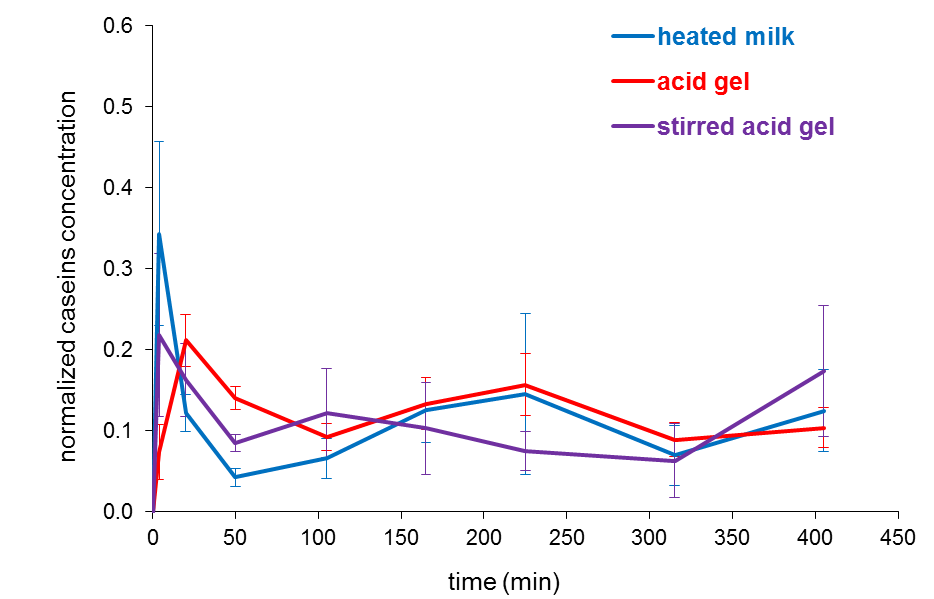 0.6
0.5
0.4
0.3
0.2
0.1
0.0
normalized caseins concentration
heated milk
acid gel
stirred acid gel
0 50 100 150 200 250 300 350 400 450
time (min)